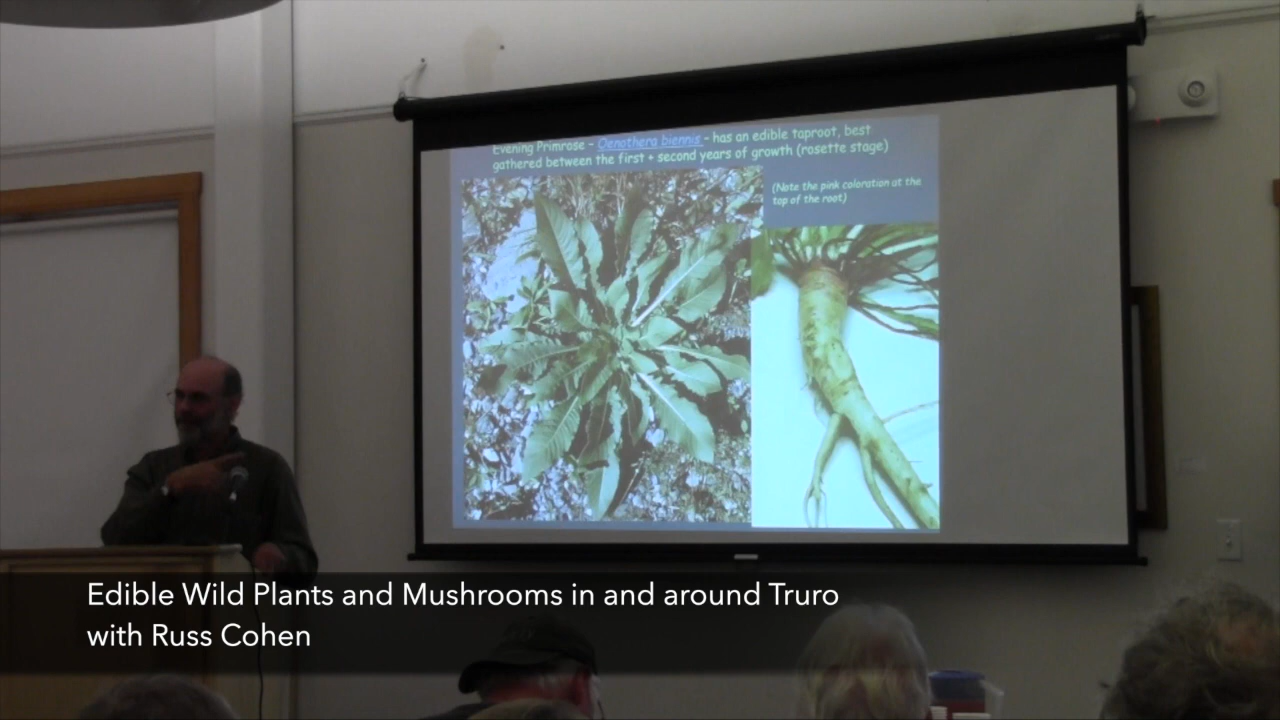 Evening Primrose - Oenothera biennis - has an edible taproot, best
gathered between the first + second years of growth (rosette stage)
(Note the pink coloration at the
top of the root)
Edible Wild Plants and Mushrooms in and around Truro
with Russ Cohen